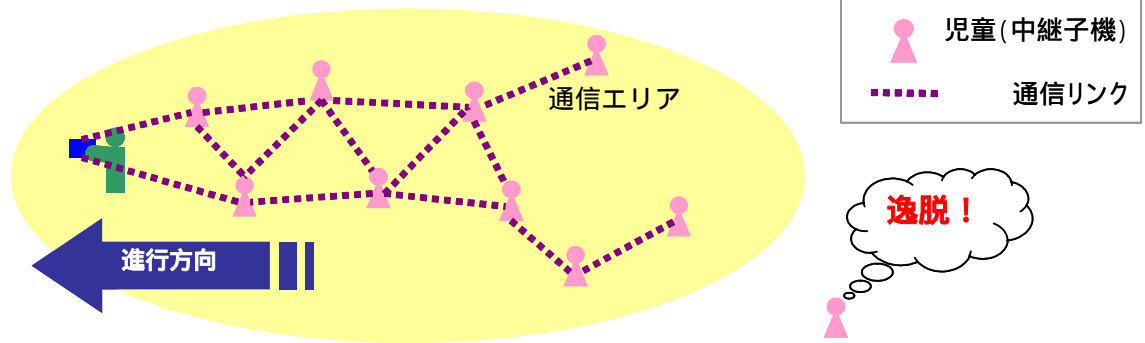 児童(中継子機)
通信リンク
通信エリア
逸脱!
進行方向